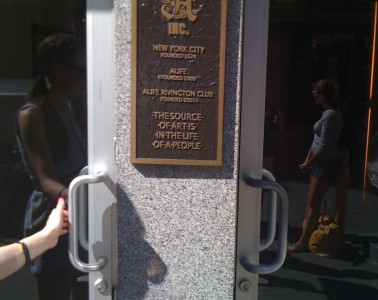 INC.
NEW YORK CITY
ALIFE
ALIFE RIVINGTON CLUB
·THE SOURCE
·OF ART IS
·IN THE LIFE
OF A PEOPLE